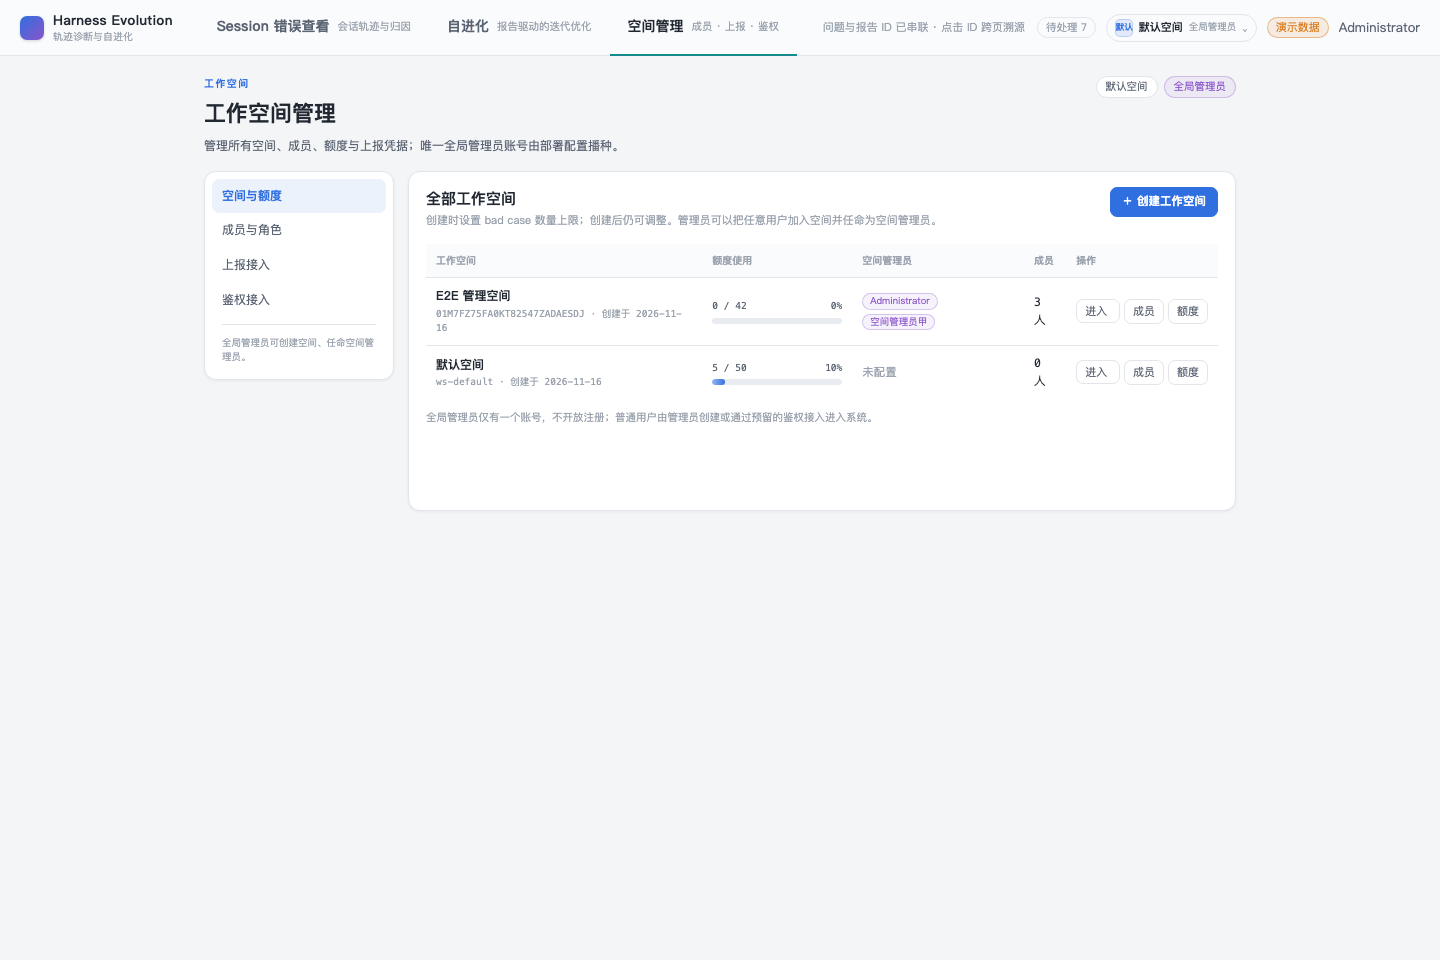 Harness Evolution
轨迹诊断与自进化
Session 错误查看 会话轨迹与归因
自进化 报告驱动的迭代优化
空间管理 成员 · 上报 · 鉴权
问题与报告 ID 已串联 · 点击 ID 跨页溯源
待处理 7
默认 默认空间 全局管理员
演示数据
Administrator
工作空间
工作空间管理
管理所有空间、成员、额度与上报凭据；唯一全局管理员账号由部署配置播种。
默认空间
全局管理员
空间与额度
成员与角色
上报接入
鉴权接入
全局管理员可创建空间、任命空间管
理员。
全部工作空间
创建时设置 bad case 数量上限；创建后仍可调整。管理员可以把任意用户加入空间并任命为空间管理员。
+ 创建工作空间
工作空间 额度使用 空间管理员 成员 操作
E2E 管理空间
01M7FZ75FA0KT82547ZADAESDJ · 创建于 2026-11-
16
0 / 42 0%
Administrator
空间管理员甲
3
人
进入 成员 额度
默认空间
ws-default · 创建于 2026-11-16
5 / 50 10%
未配置
0
人
进入 成员 额度
全局管理员仅有一个账号，不开放注册；普通用户由管理员创建或通过预留的鉴权接入进入系统。